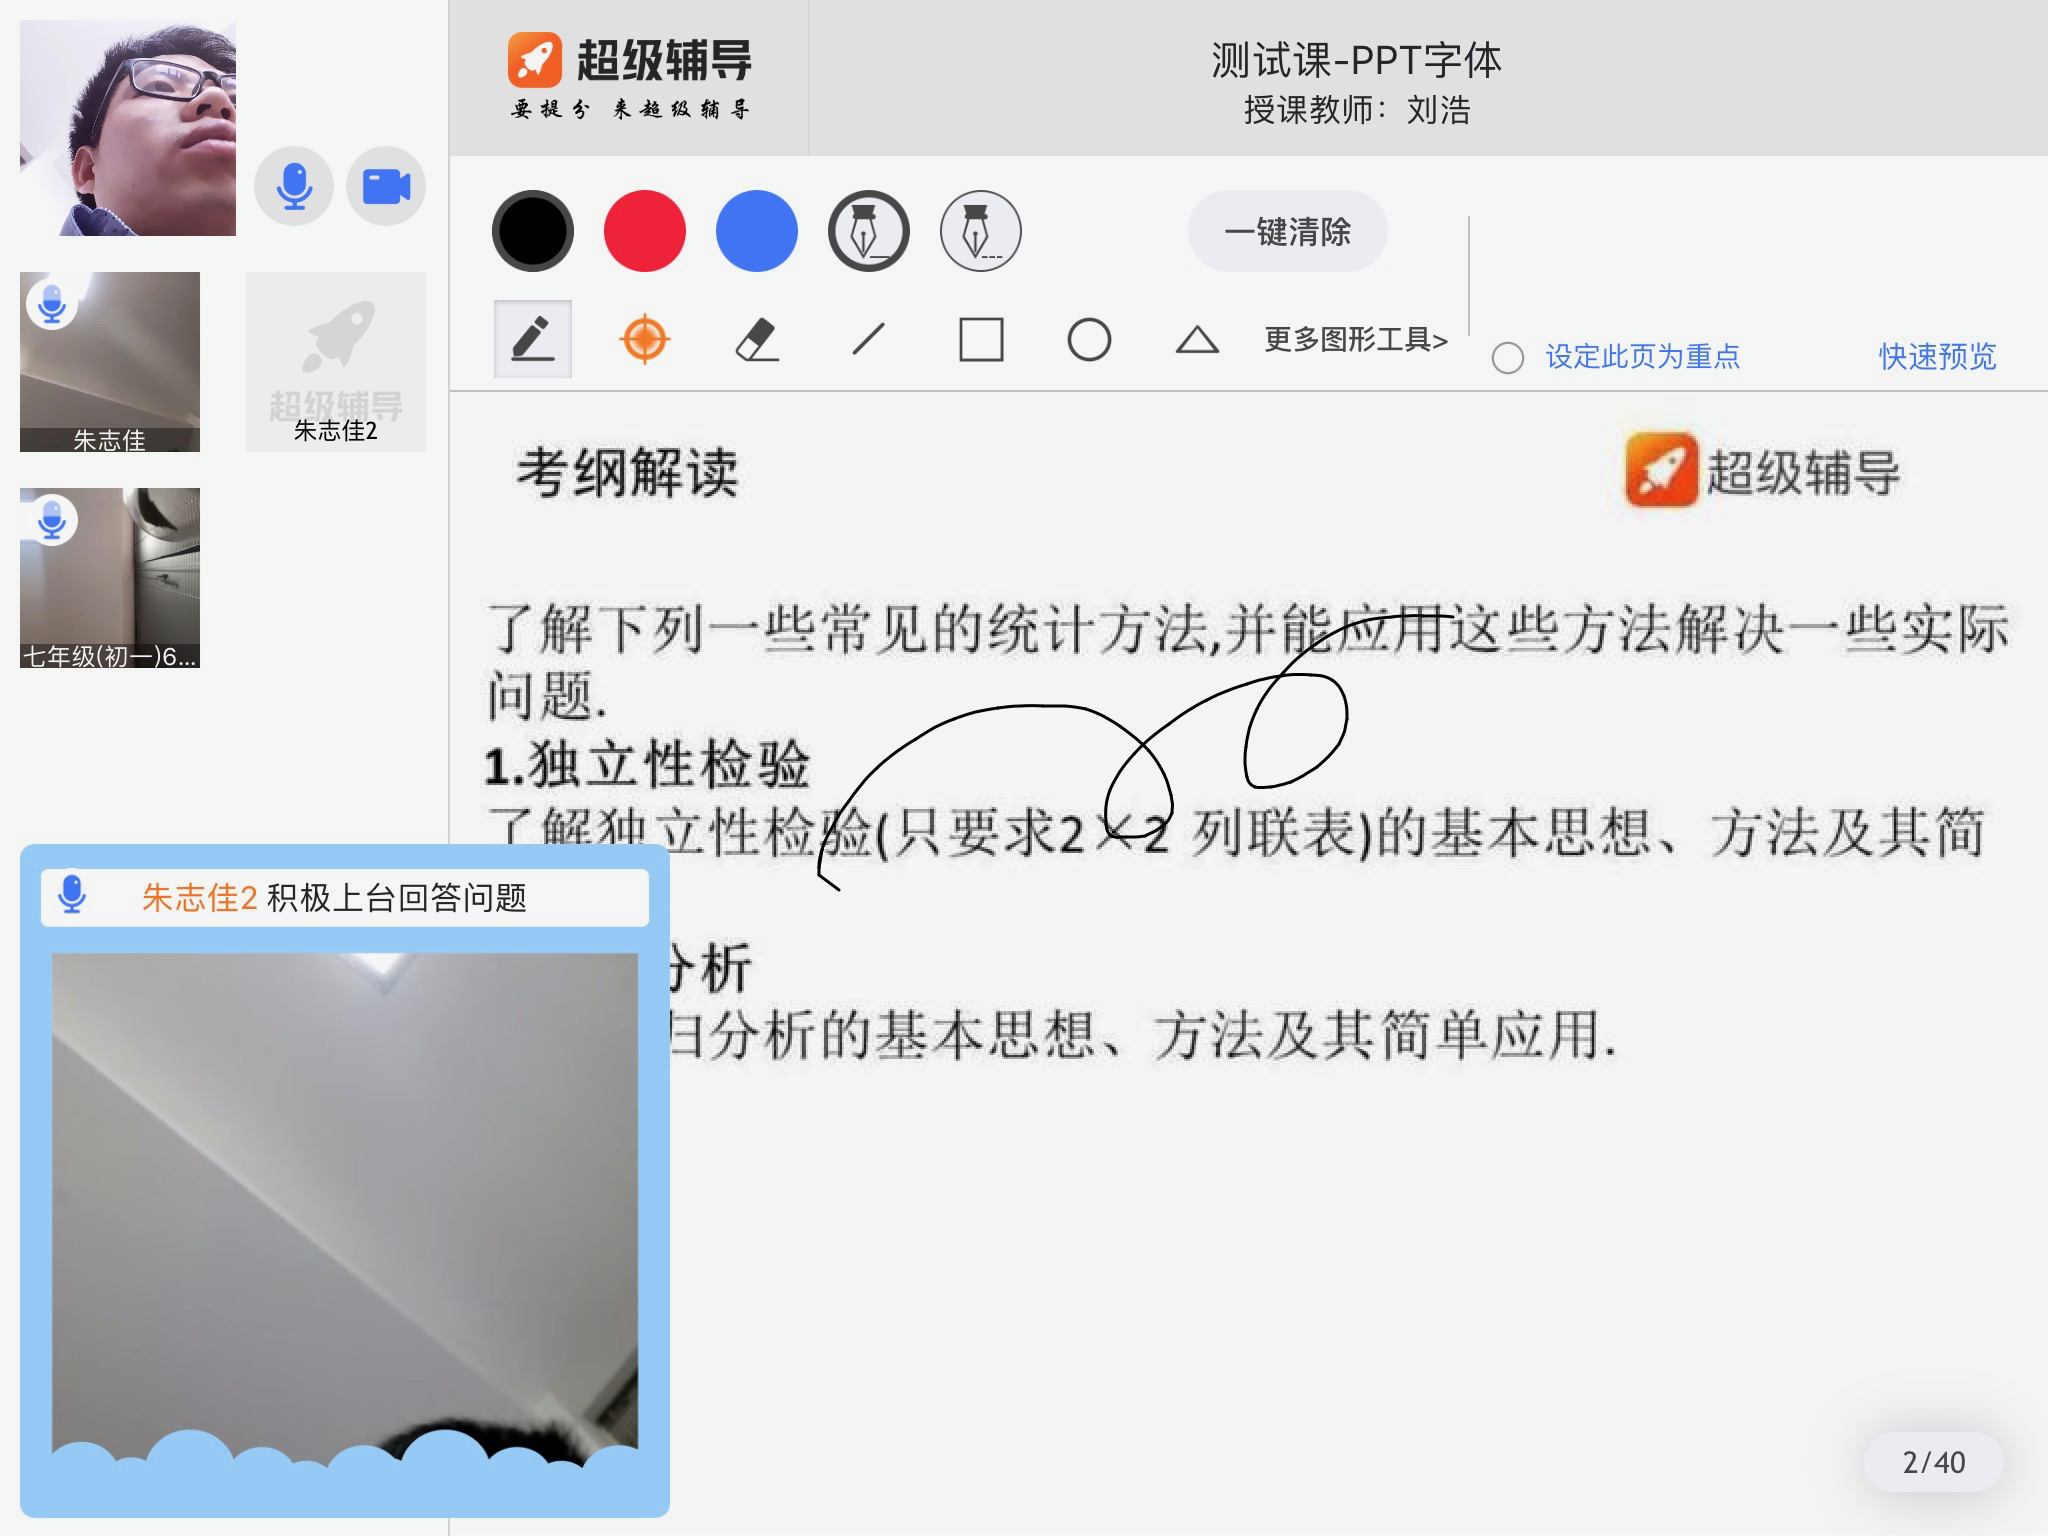 超级辅导
要提分 来超级辅导
测试课-PPT字体
授课教师：刘浩
一键清除
更多图形工具>
设定此页为重点
快速预览
超级辅导
朱志佳
朱志佳2
七年级(初一)6...
考纲解读
超级辅导
了解下列一些常见的统计方法,并能应用这些方法解决一些实际
问题.
1.独立性检验
了解独立性检验(只要求2×2 列联表)的基本思想、方法及其简
分析
归分析的基本思想、方法及其简单应用.
朱志佳2 积极上台回答问题
2/40